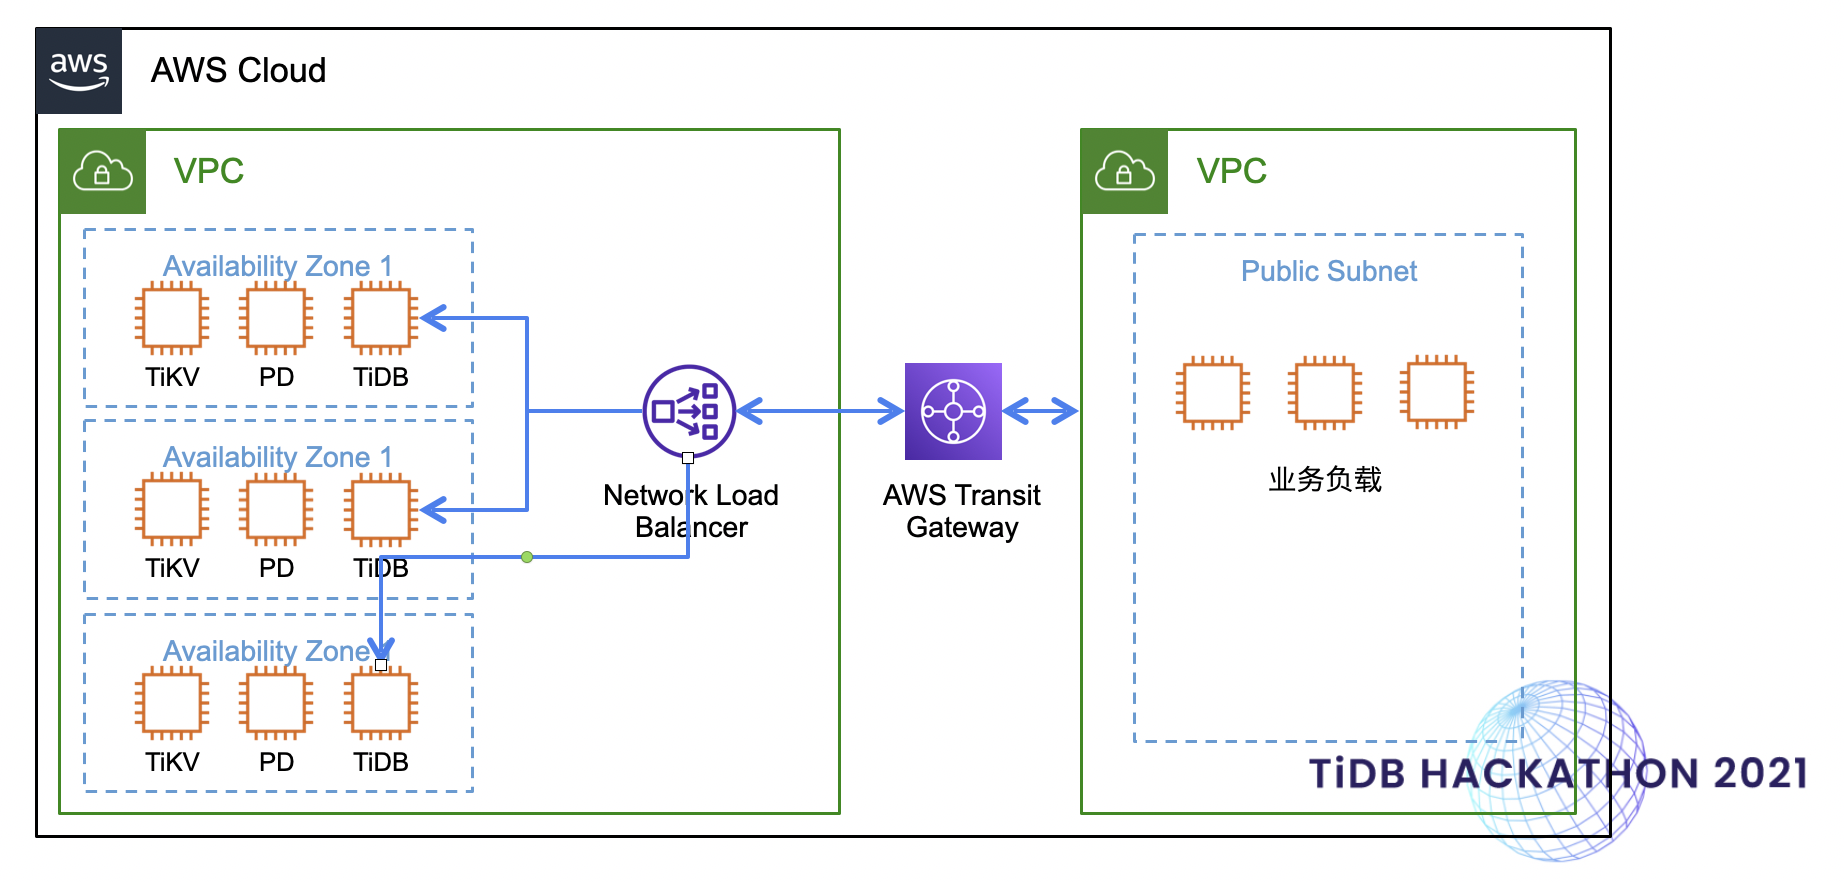 aws
AWS Cloud
VPC
Availability Zone 1
TiKV PD TiDB
Availability Zone 1
TiKV PD TiDB
Availability Zone
TiKV PD TiDB
Network Load
Balancer
AWS Transit
Gateway
VPC
Public Subnet
业务负载
TiDB HACKATHON 2021